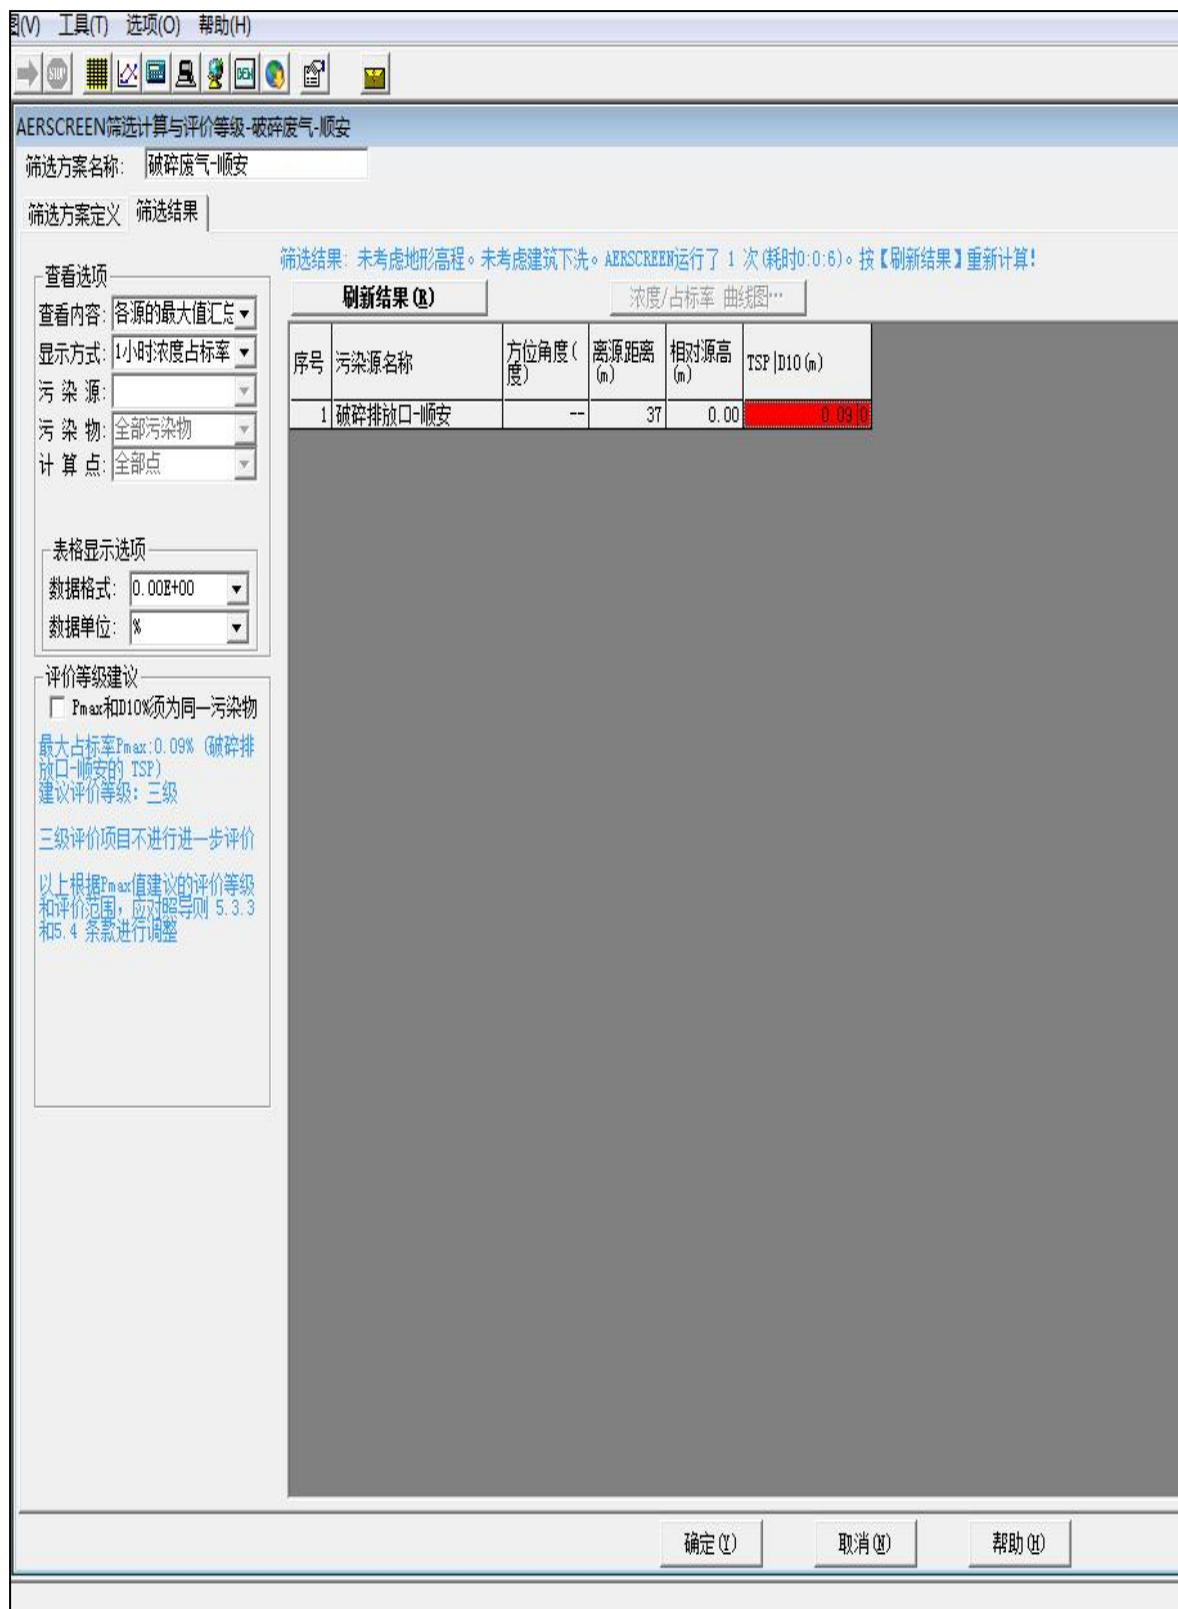 图(V) 工具(T) 选项(O) 帮助(H)
STOP
DEM
AERSCREEN筛选计算与评价等级-破碎废气-顺安
筛选方案名称: 破碎废气-顺安
筛选方案定义 筛选结果
筛选结果: 未考虑地形高程。未考虑建筑下洗。AERSCREEN运行了 1 次(耗时0:0:6)。按【刷新结果】重新计算!
查看选项
刷新结果(R) 浓度/占标率 曲线图…
查看内容: 各源的最大值汇总
显示方式: 1小时浓度占标率
污 染 源:
污 染 物: 全部污染物
计 算 点: 全部点
序号 污染源名称 方位角度(度) 离源距离(m) 相对源高(m) TSP|D10(m)
1 破碎排放口-顺安 -- 37 0.00 0.09|0
表格显示选项
数据格式: 0.00E+00
数据单位: %
评价等级建议
Pmax和D10%须为同一污染物
最大占标率Pmax:0.09% (破碎排
放口-顺安的 TSP)
建议评价等级: 三级
三级评价项目不进行进一步评价
以上根据Pmax值建议的评价等级
和评价范围,应对照导则 5.3.3
和5.4 条款进行调整
确定(Y) 取消(N) 帮助(H)